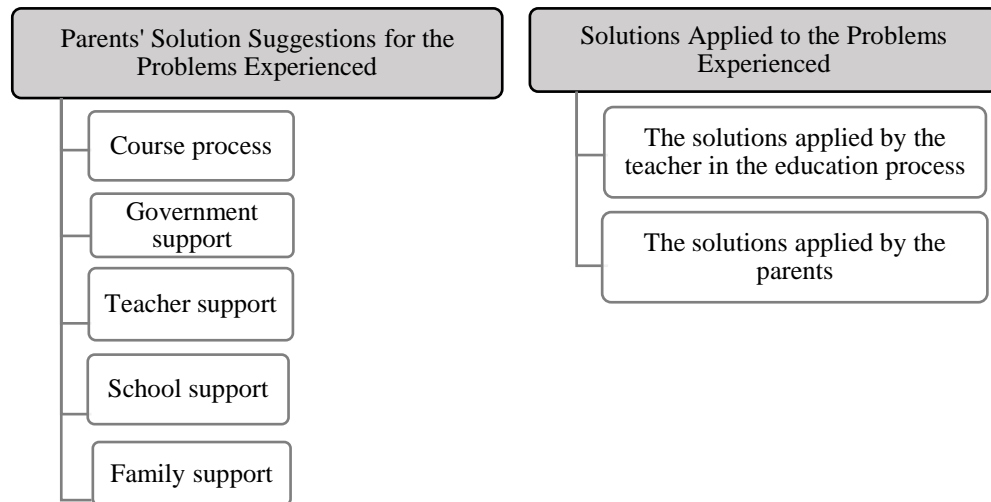 Parents' Solution Suggestions for the
Problems Experienced
Course process
Government
support
Teacher support
School support
Family support
Solutions Applied to the Problems
Experienced
The solutions applied by the
teacher in the education process
The solutions applied by the
parents